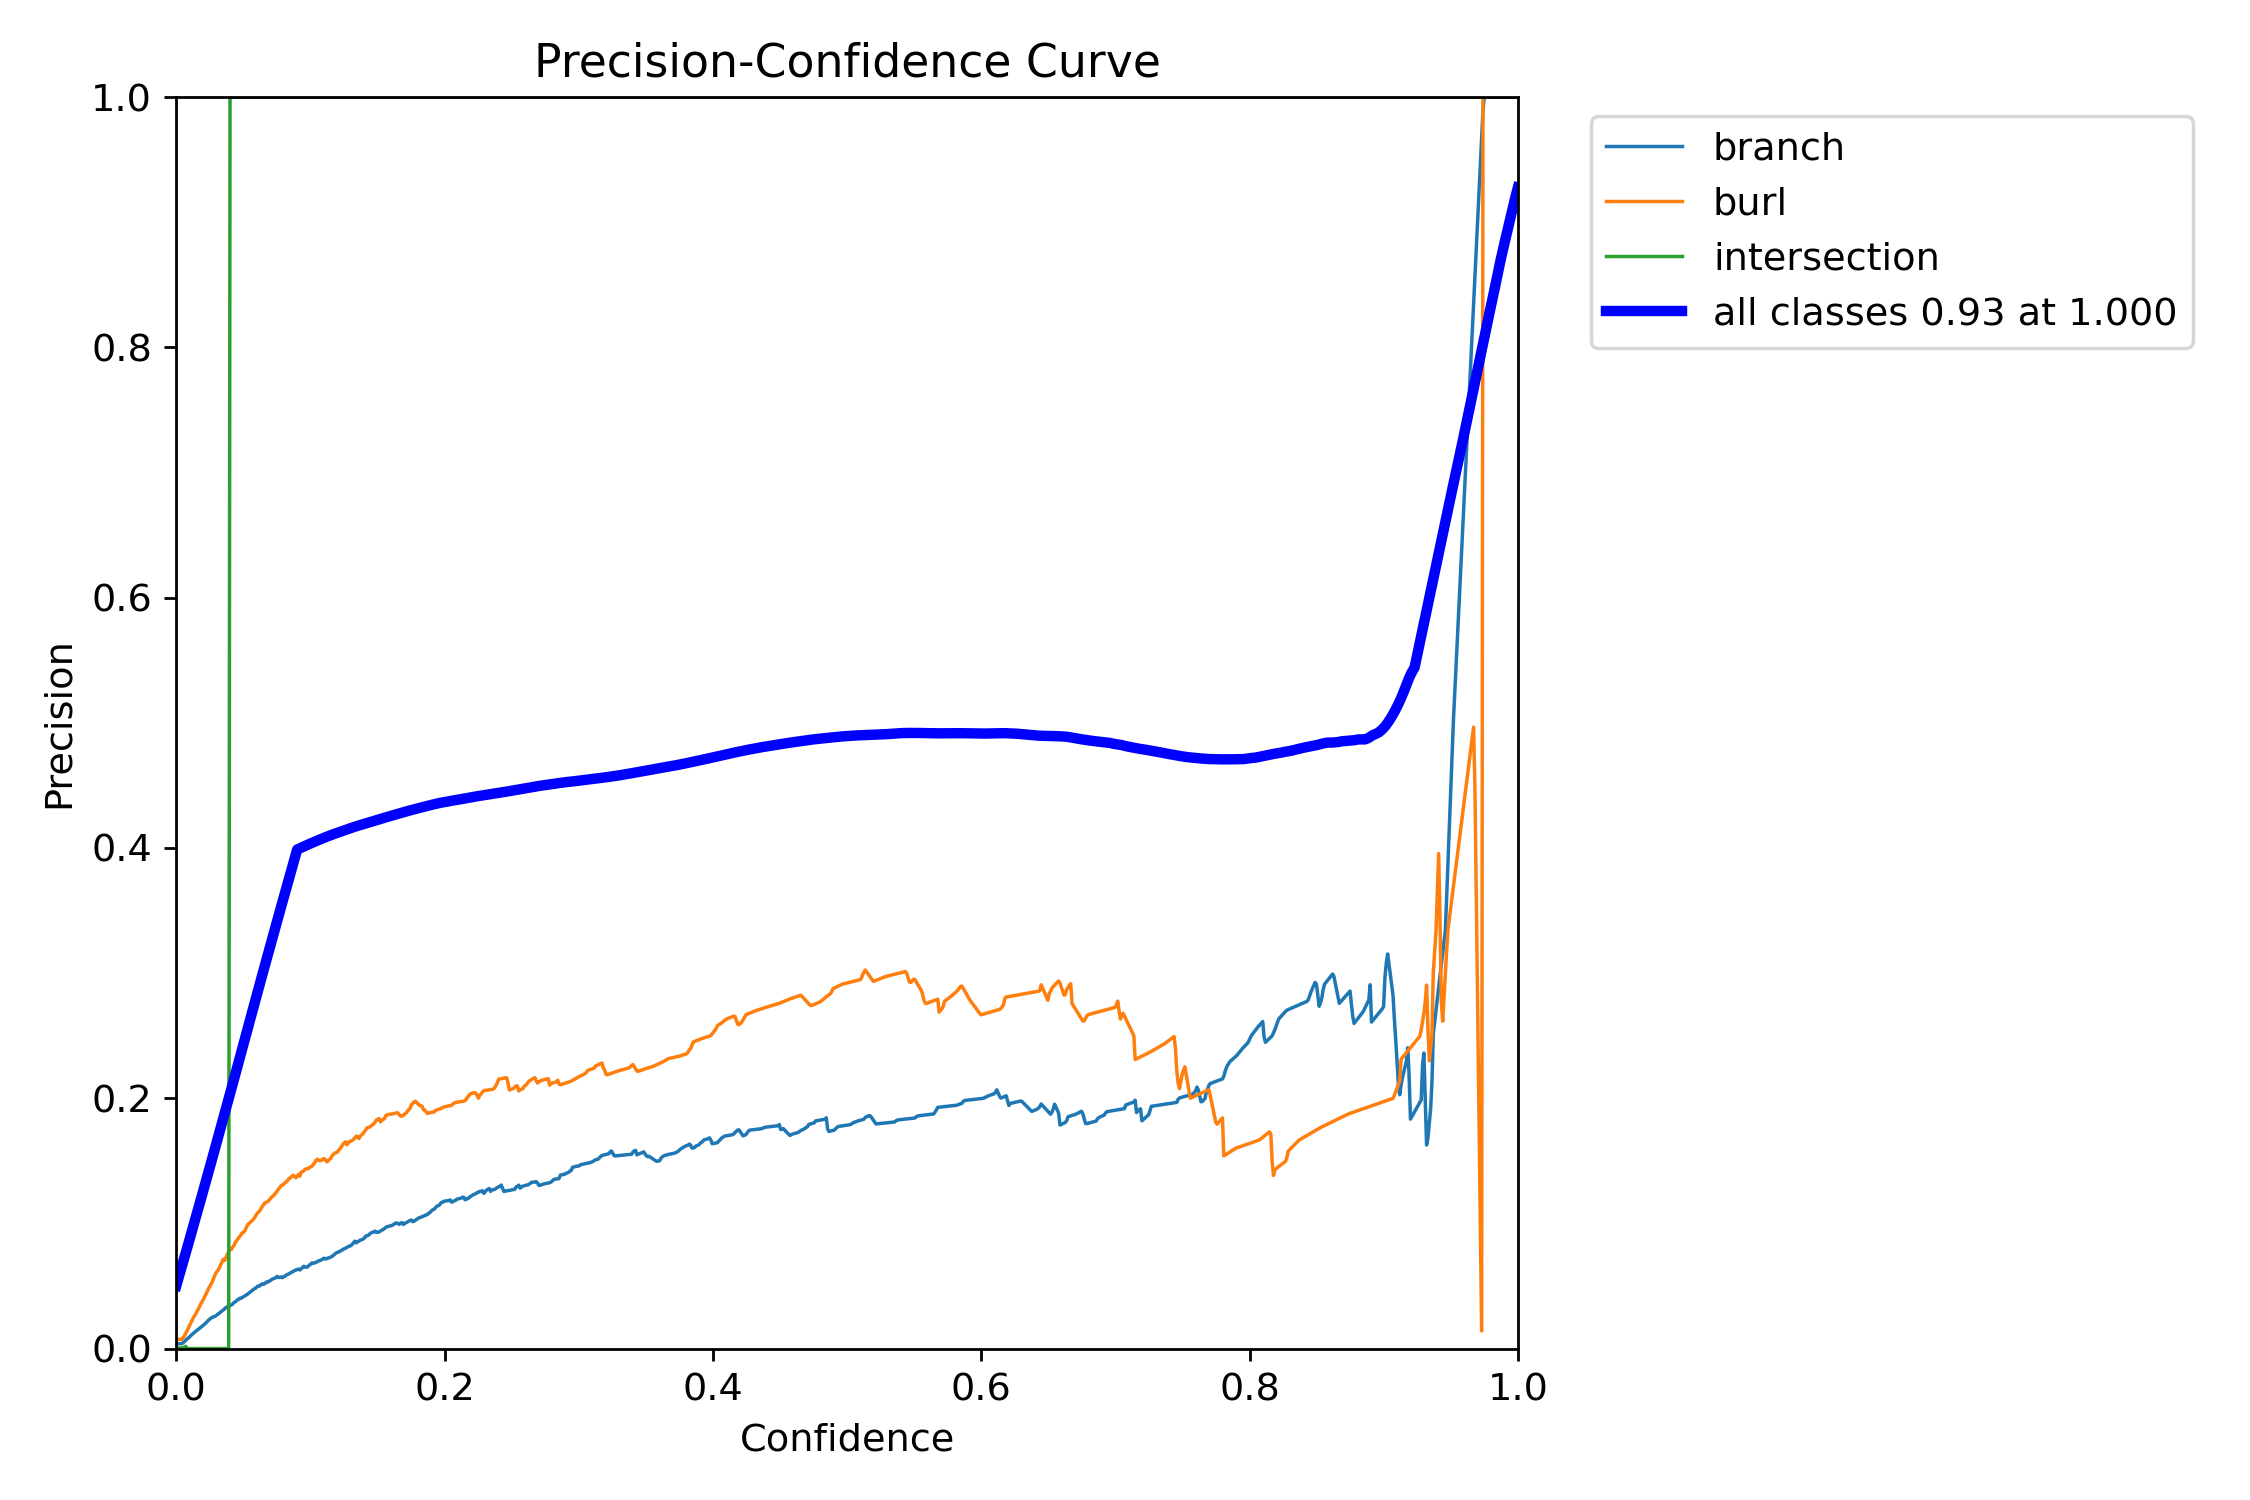 Precision-Confidence Curve
1.0
0.8
0.6
0.4
0.2
0.0
Precision
0.0 0.2 0.4 0.6 0.8 1.0
Confidence
branch
burl
intersection
all classes 0.93 at 1.000